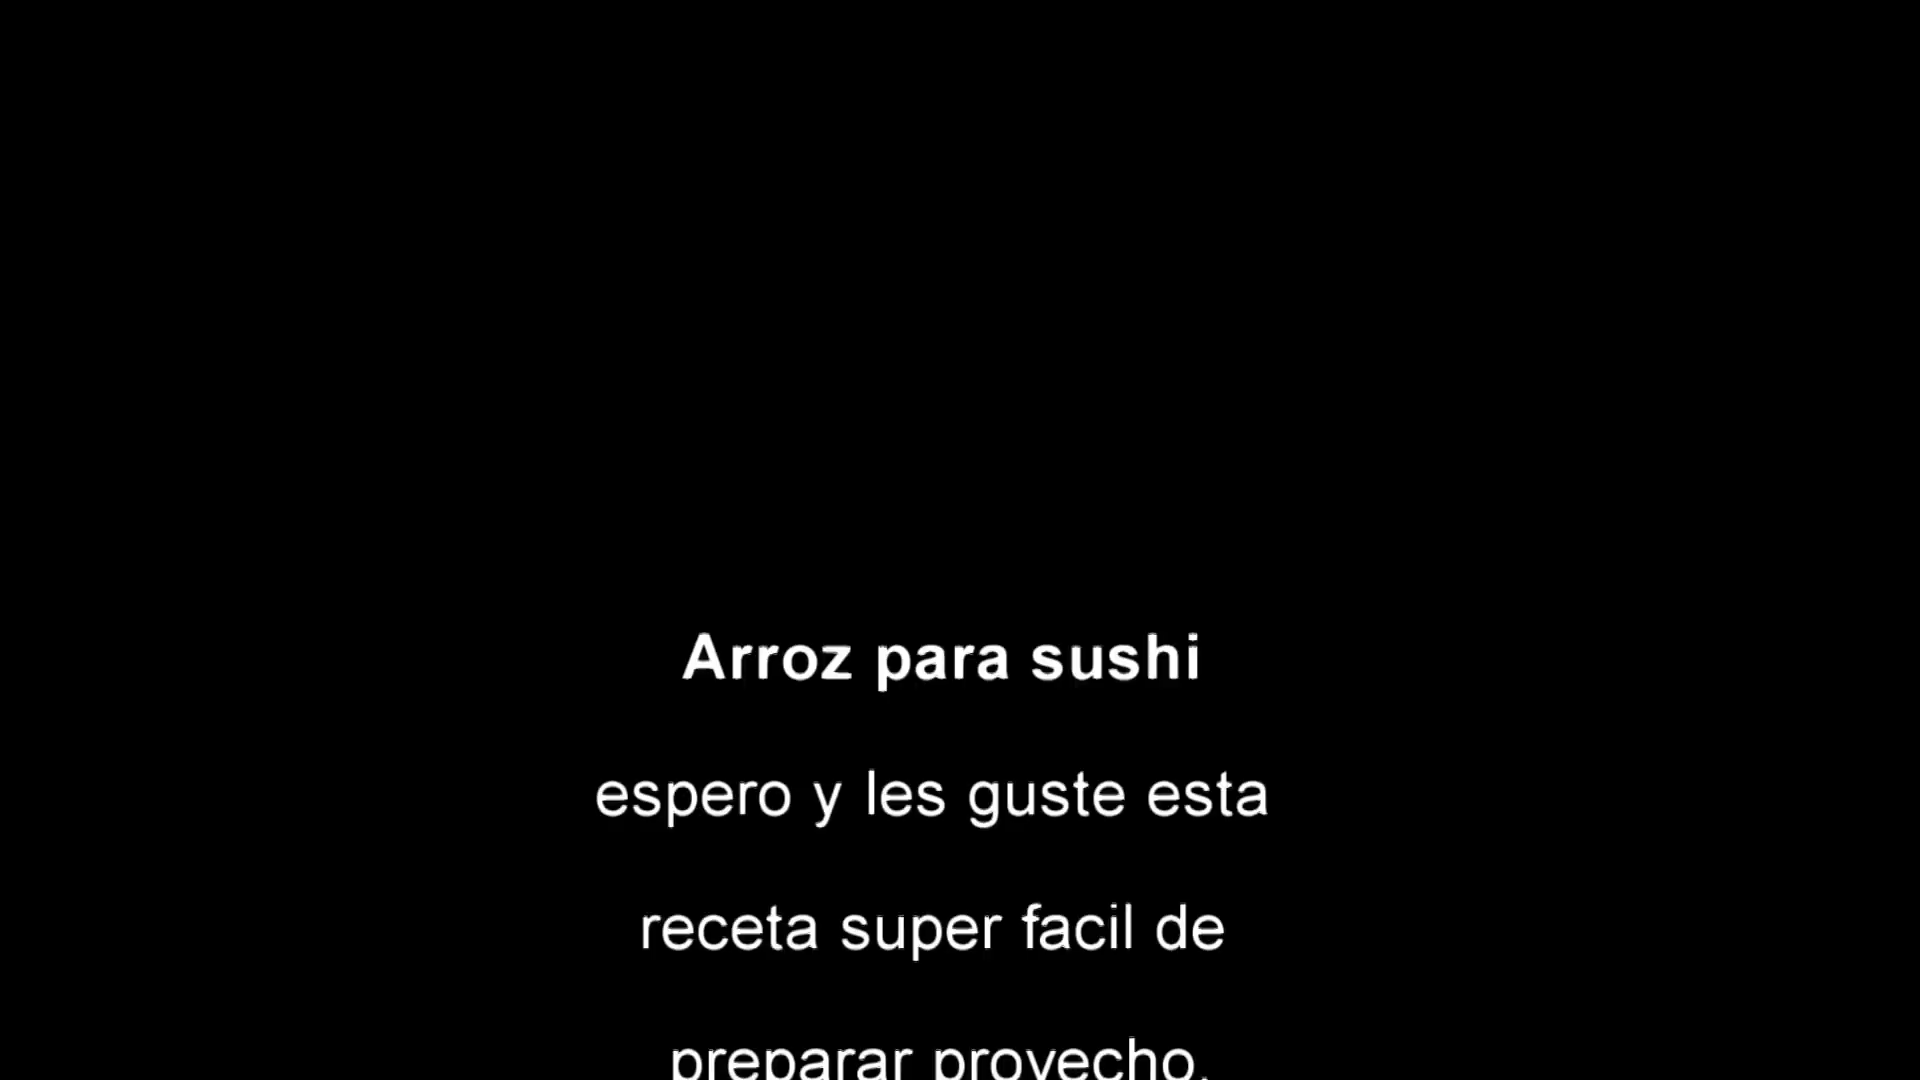 Arroz para sushi
espero y les guste esta
receta super facil de
preparar provecho.